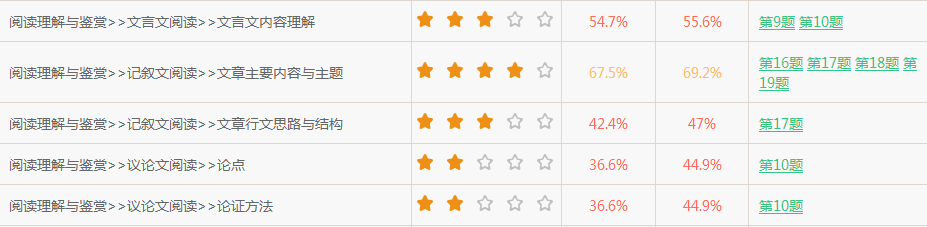 阅读理解与鉴赏>>文言文阅读>>文言文内容理解 54.7% 55.6% 第9题 第10题
阅读理解与鉴赏>>记叙文阅读>>文章主要内容与主题 67.5% 69.2% 第16题 第17题 第18题 第
19题
阅读理解与鉴赏>>记叙文阅读>>文章行文思路与结构 42.4% 47% 第17题
阅读理解与鉴赏>>议论文阅读>>论点 36.6% 44.9% 第10题
阅读理解与鉴赏>>议论文阅读>>论证方法 36.6% 44.9% 第10题